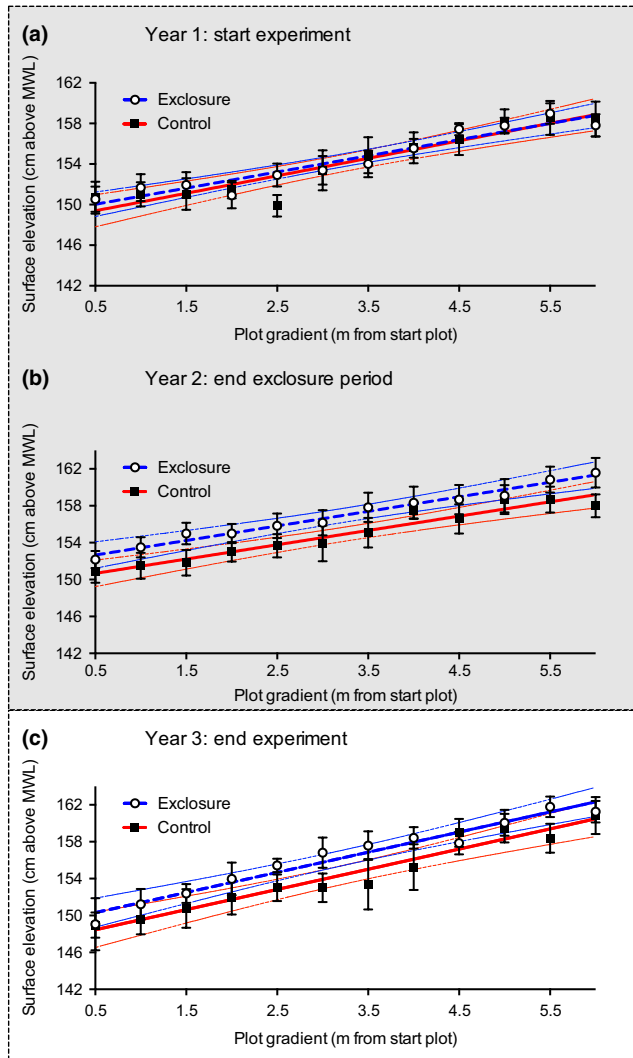 (a) Year 1: start experiment
Surface elevation (cm above MWL)
162
158
154
150
146
142
Exclosure
Control
0.5 1.5 2.5 3.5 4.5 5.5
Plot gradient (m from start plot)
(b) Year 2: end exclosure period
Surface elevation (cm above MWL)
162
158
154
150
146
142
Exclosure
Control
0.5 1.5 2.5 3.5 4.5 5.5
Plot gradient (m from start plot)
(c) Year 3: end experiment
Surface elevation (cm above MWL)
162
158
154
150
146
142
Exclosure
Control
0.5 1.5 2.5 3.5 4.5 5.5
Plot gradient (m from start plot)